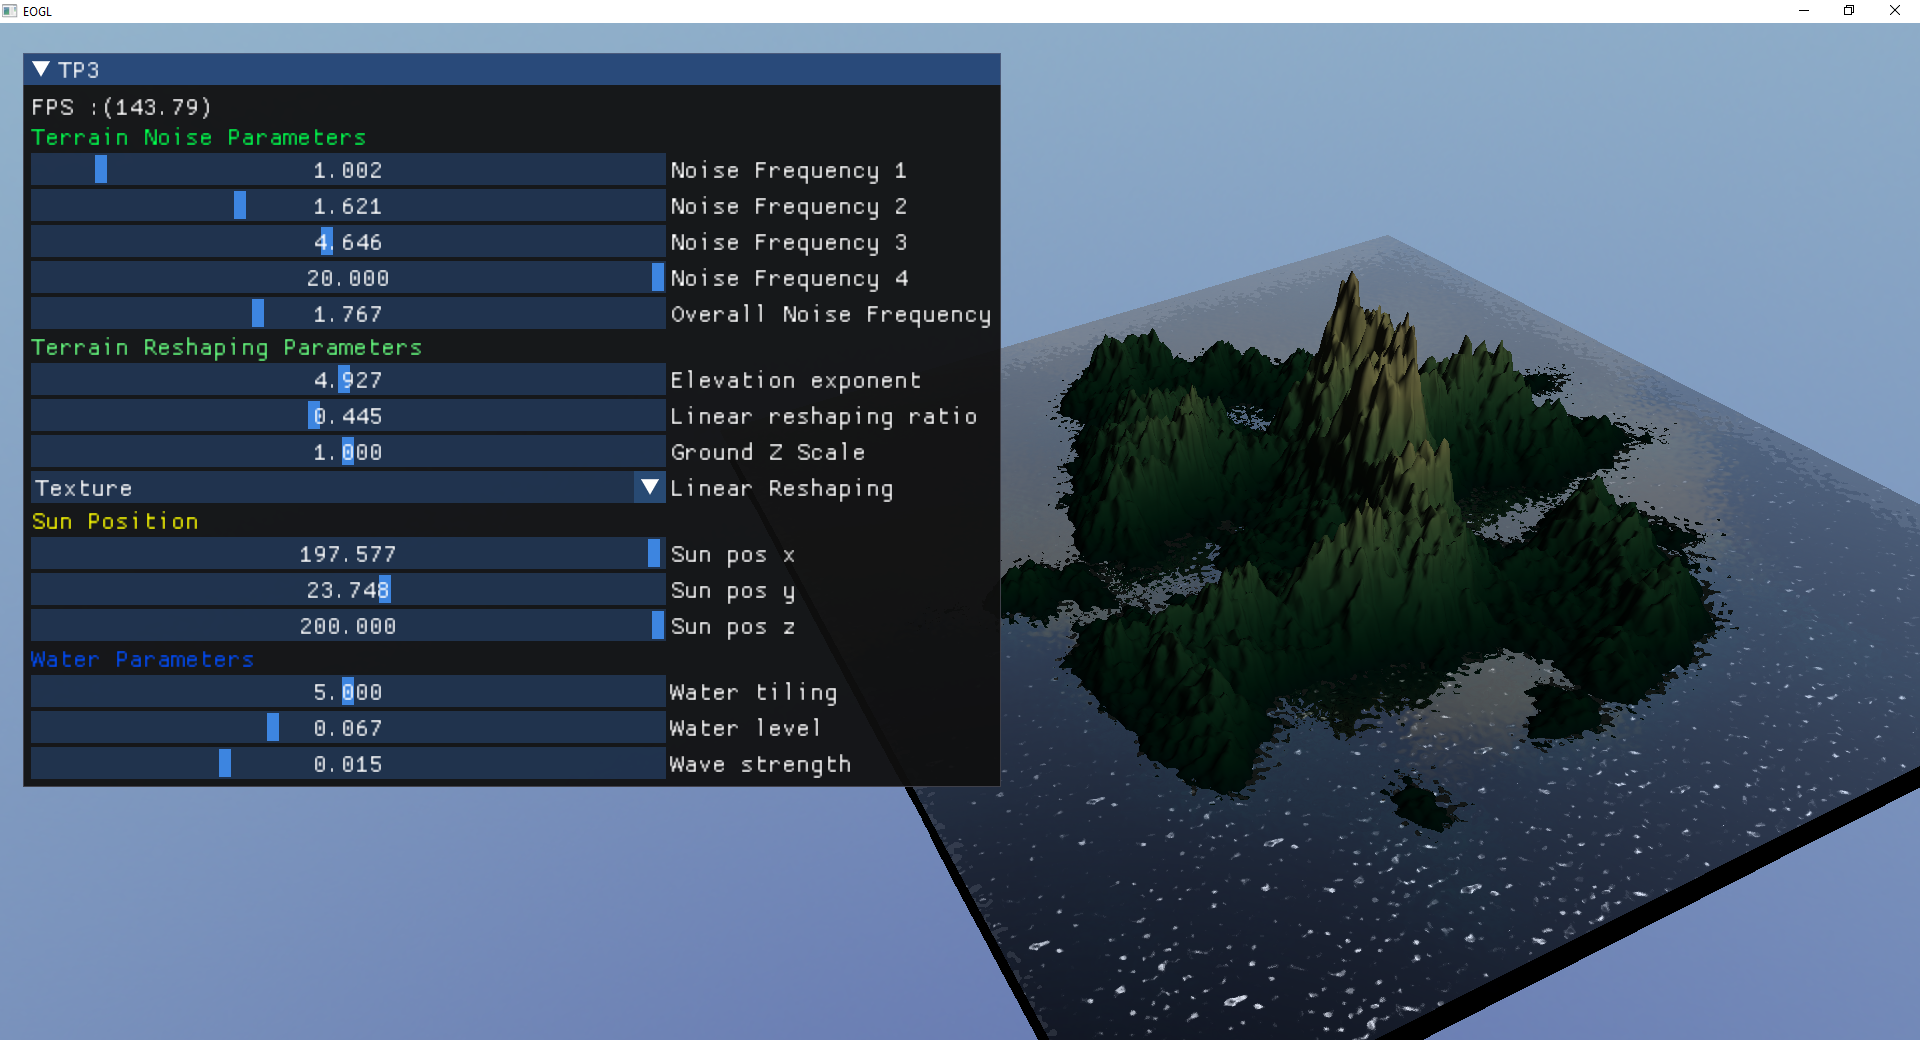 EOGL
TP3
FPS :(143.79)
Terrain Noise Parameters
1.002 Noise Frequency 1
1.621 Noise Frequency 2
4.646 Noise Frequency 3
20.000 Noise Frequency 4
1.767 Overall Noise Frequency
Terrain Reshaping Parameters
4.927 Elevation exponent
0.445 Linear reshaping ratio
1.000 Ground Z Scale
Texture Linear Reshaping
Sun Position
197.577 Sun pos x
23.748 Sun pos y
200.000 Sun pos z
Water Parameters
5.000 Water tiling
0.067 Water level
0.015 Wave strength